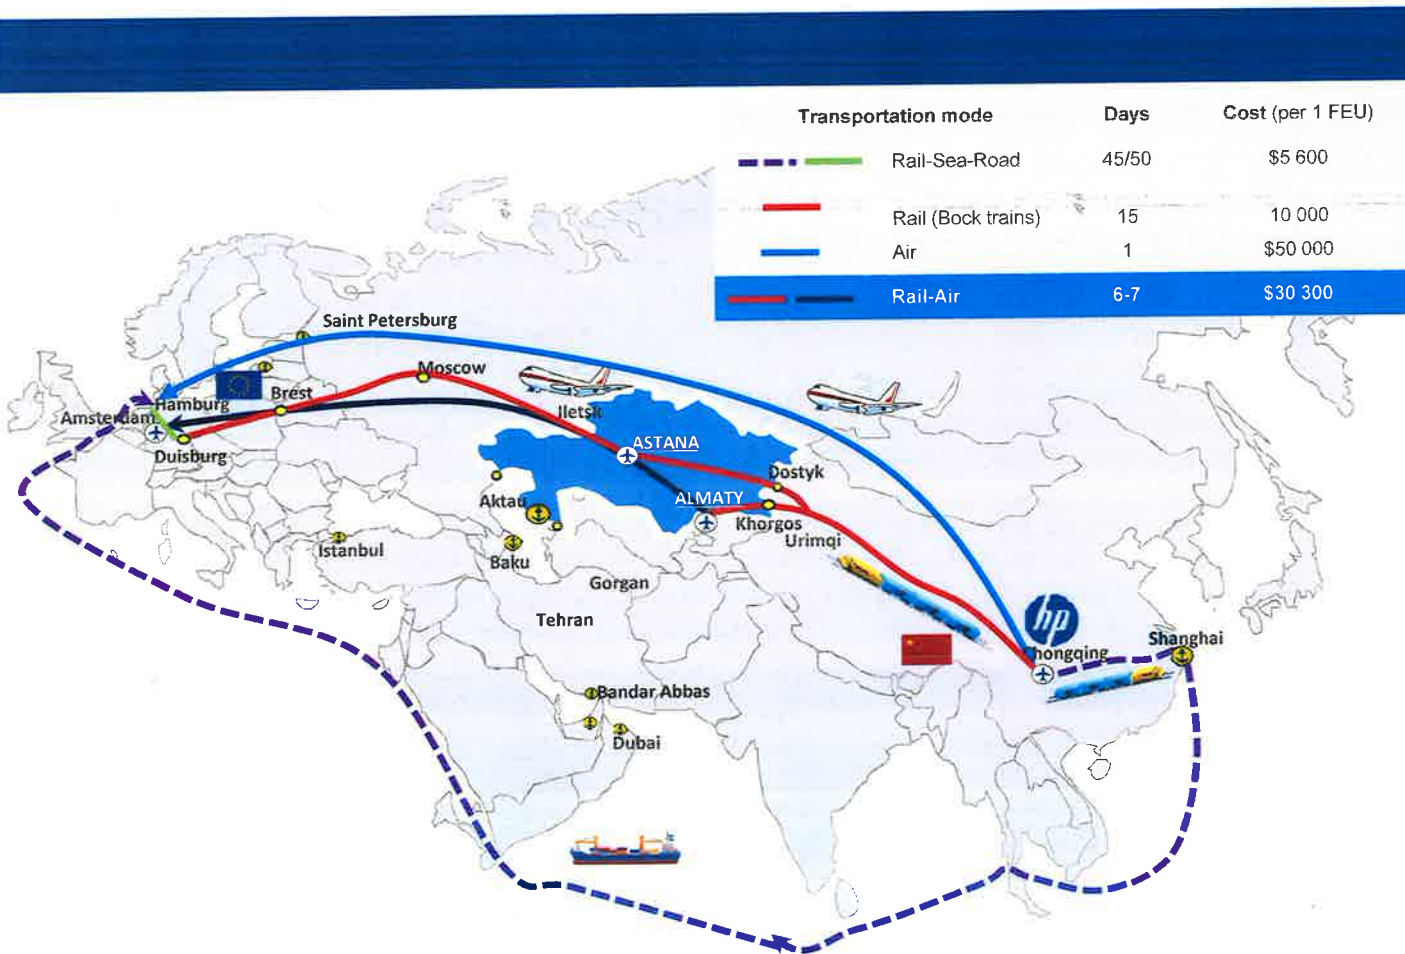 Transportation mode Days Cost (per 1 FEU)
Rail-Sea-Road 45/50 $5 600
Rail (Bock trains) 15 10 000
Air 1 $50 000
Rail-Air 6-7 $30 300
Saint Petersburg
Moscow
Brest
Hamburg
Amsterdam
Iletsk
Duisburg
ASTANA
Dostyk
ALMATY
Aktau
Khorgos
Urimqi
Istanbul
Baku
Gorgan
Tehran
hp
Shanghai
hongqing
Bandar Abbas
Dubai